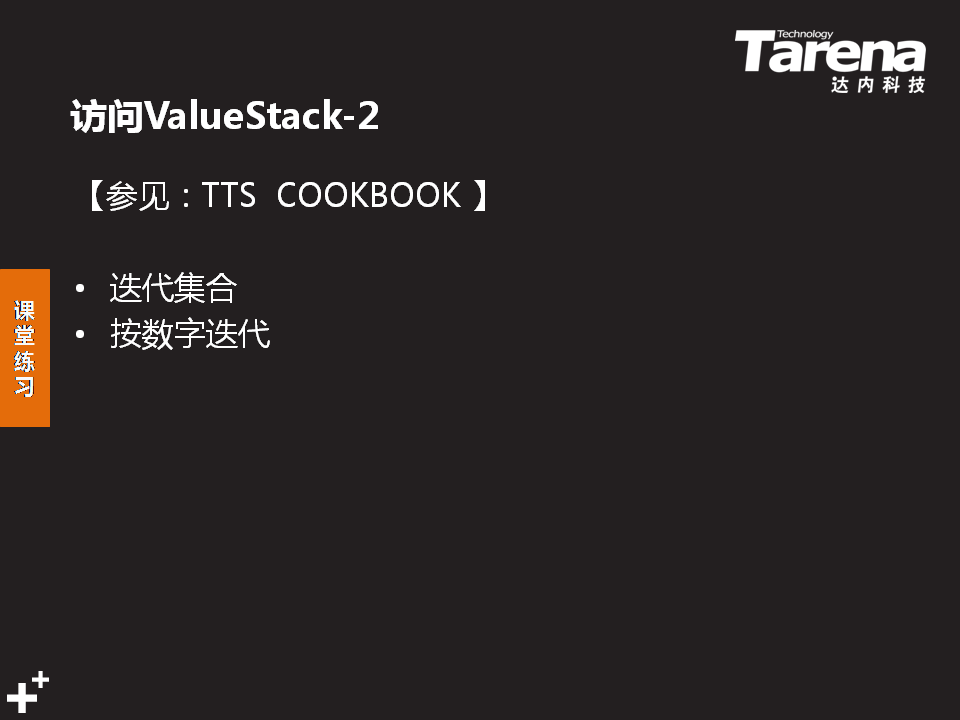 Technology
Tarena
达内科技
访问ValueStack-2
【参见：TTS COOKBOOK 】
• 迭代集合
• 按数字迭代
课
堂
练
习